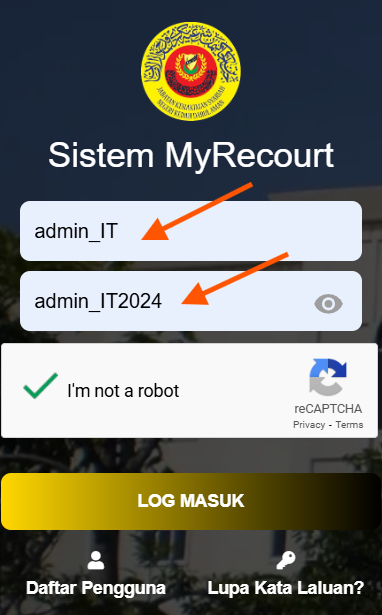 Sistem MyRecourt
admin_IT
admin_IT2024
I'm not a robot
reCAPTCHA
Privacy - Terms
LOG MASUK
Daftar Pengguna
Lupa Kata Laluan?